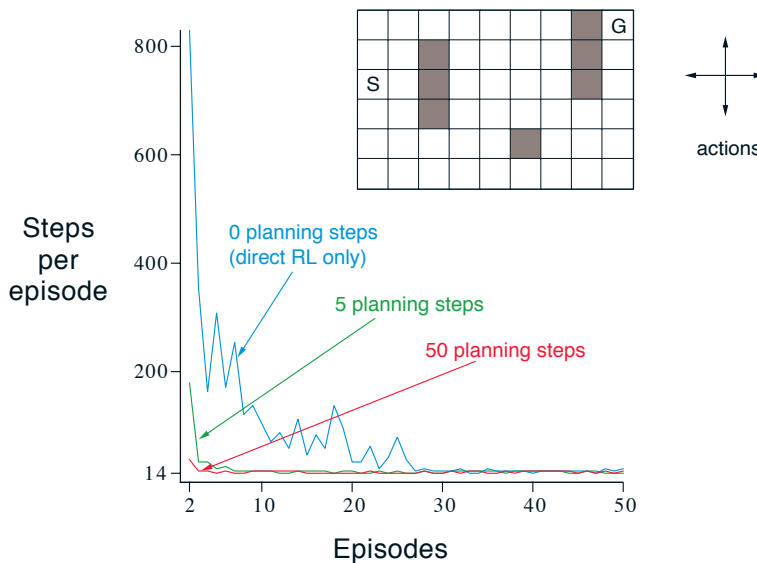 G
S
actions
800
600
400
200
14
Steps
per
episode
0 planning steps
(direct RL only)
5 planning steps
50 planning steps
2
10
20
30
40
50
Episodes